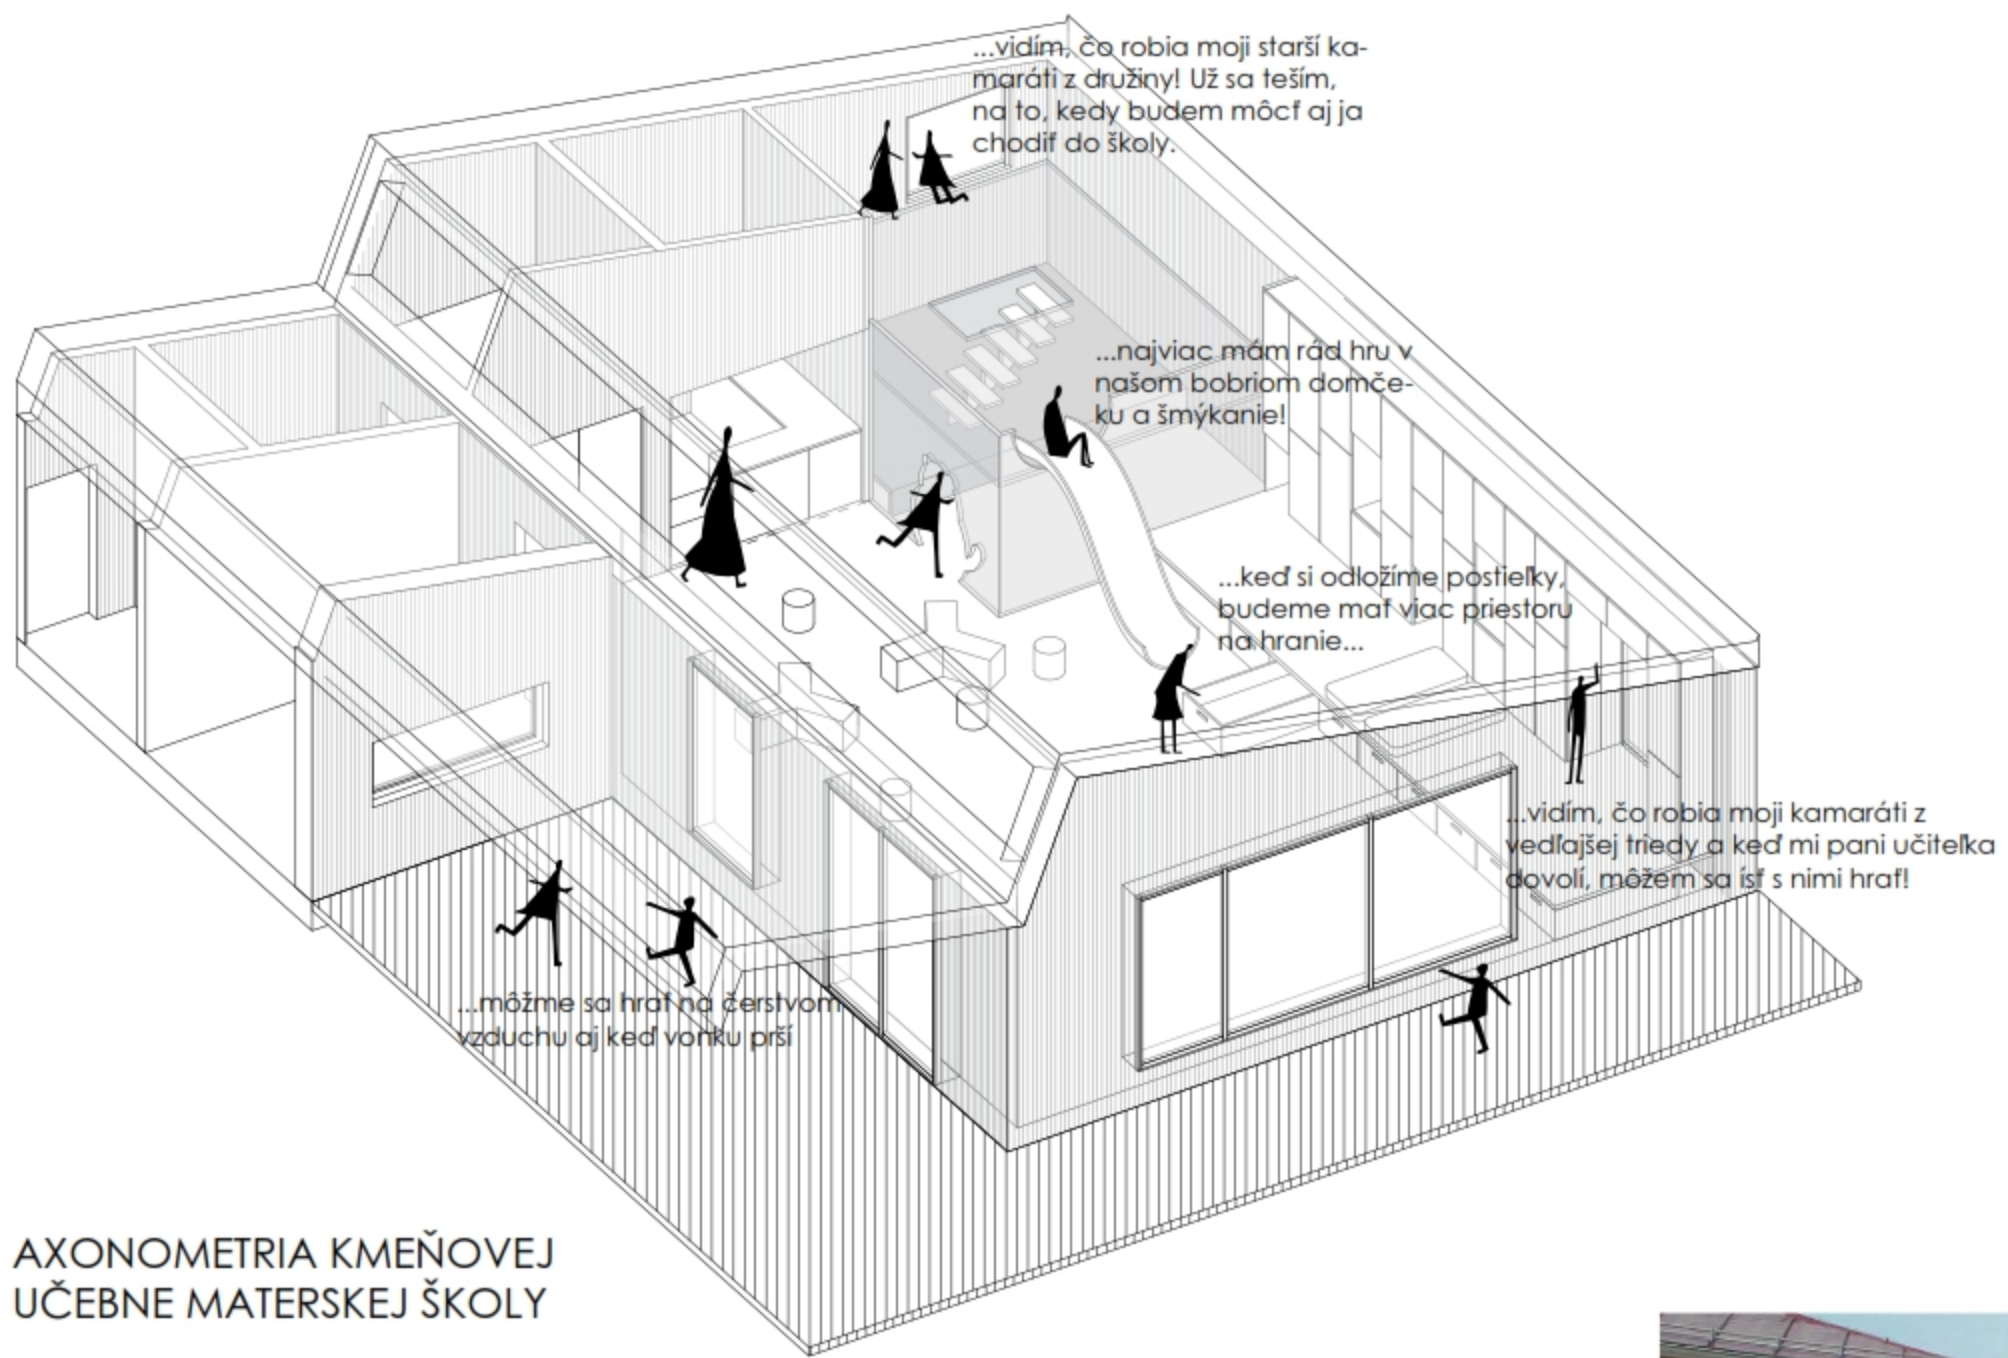 ...vidím, čo robia moji starší ka-
maráti z družiny! Už sa teším,
na to, kedy budem môcť aj ja
chodiť do školy.
...najviac mám rád hru v
našom bobriom domče-
ku a šmýkanie!
...keď si odložíme postieľky,
budeme mať viac priestoru
na hranie...
...vidím, čo robia moji kamaráti z
vedľajšej triedy a keď mi pani učiteľka
dovolí, môžem sa ísť s nimi hrať!
...môžme sa hrať na čerstvom
vzduchu aj keď vonku prší
AXONOMETRIA KMEŇOVEJ
UČEBNE MATERSKEJ ŠKOLY